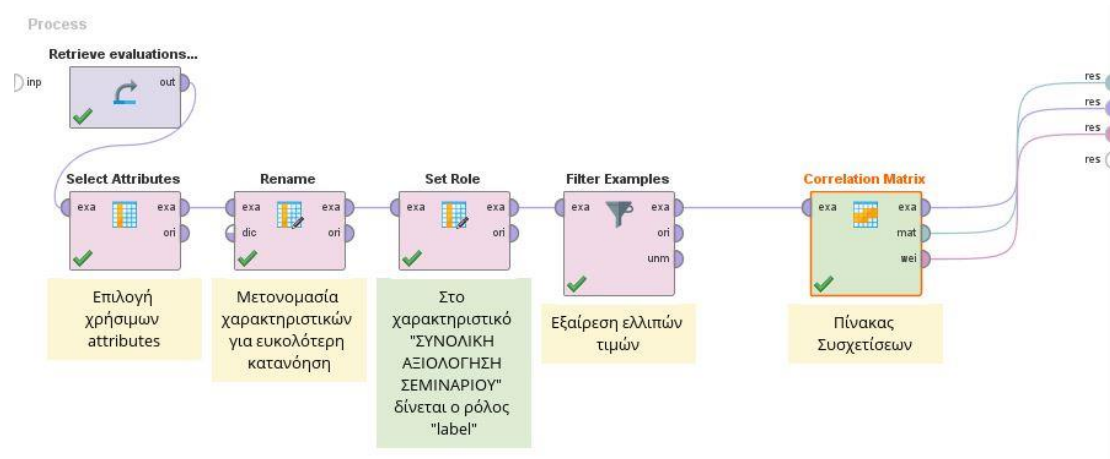 Process
Retrieve evaluations...
inp
out
res
res
res
res
Select Attributes
exa exa
ori
Rename
exa exa
dic ori
Set Role
exa exa
ori
Filter Examples
exa exa
ori
unm
Correlation Matrix
exa exa
mat
wei
Επιλογή
χρήσιμων
attributes
Μετονομασία
χαρακτηριστικών
για ευκολότερη
κατανόηση
Στο
χαρακτηριστικό
"ΣΥΝΟΛΙΚΗ
ΑΞΙΟΛΟΓΗΣΗ
ΣΕΜΙΝΑΡΙΟΥ"
δίνεται ο ρόλος
"label"
Εξαίρεση ελλιπών
τιμών
Πίνακας
Συσχετίσεων